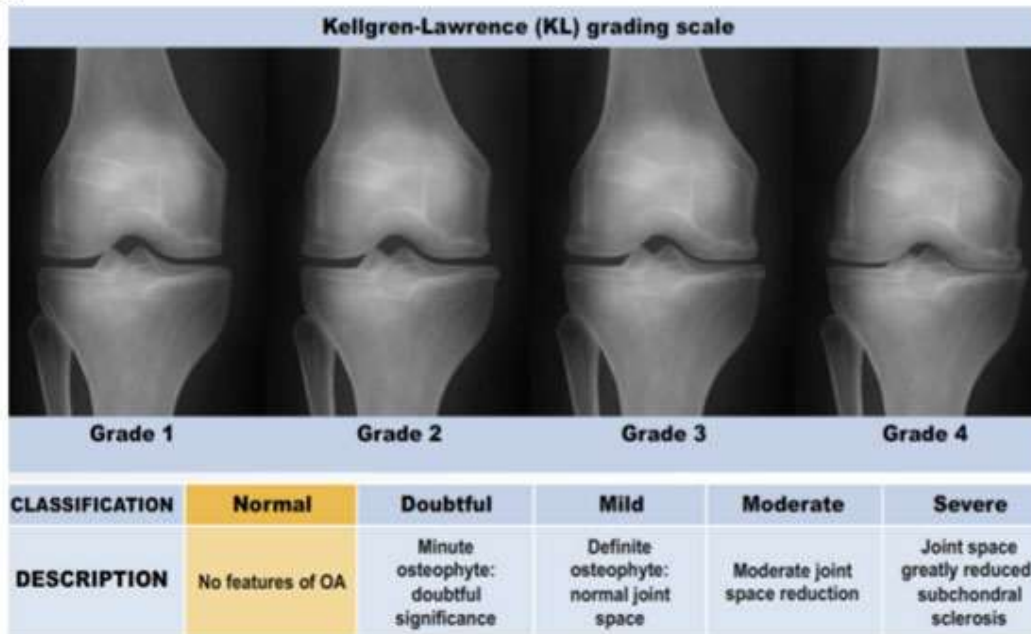 Kellgren-Lawrence (KL) grading scale
Grade 1 Grade 2 Grade 3 Grade 4
CLASSIFICATION Normal Doubtful Mild Moderate Severe
DESCRIPTION
No features of OA
Minute
osteophyte:
doubtful
significance
Definite
osteophyte:
normal joint
space
Moderate joint
space reduction
Joint space
greatly reduced
subchondral
sclerosis